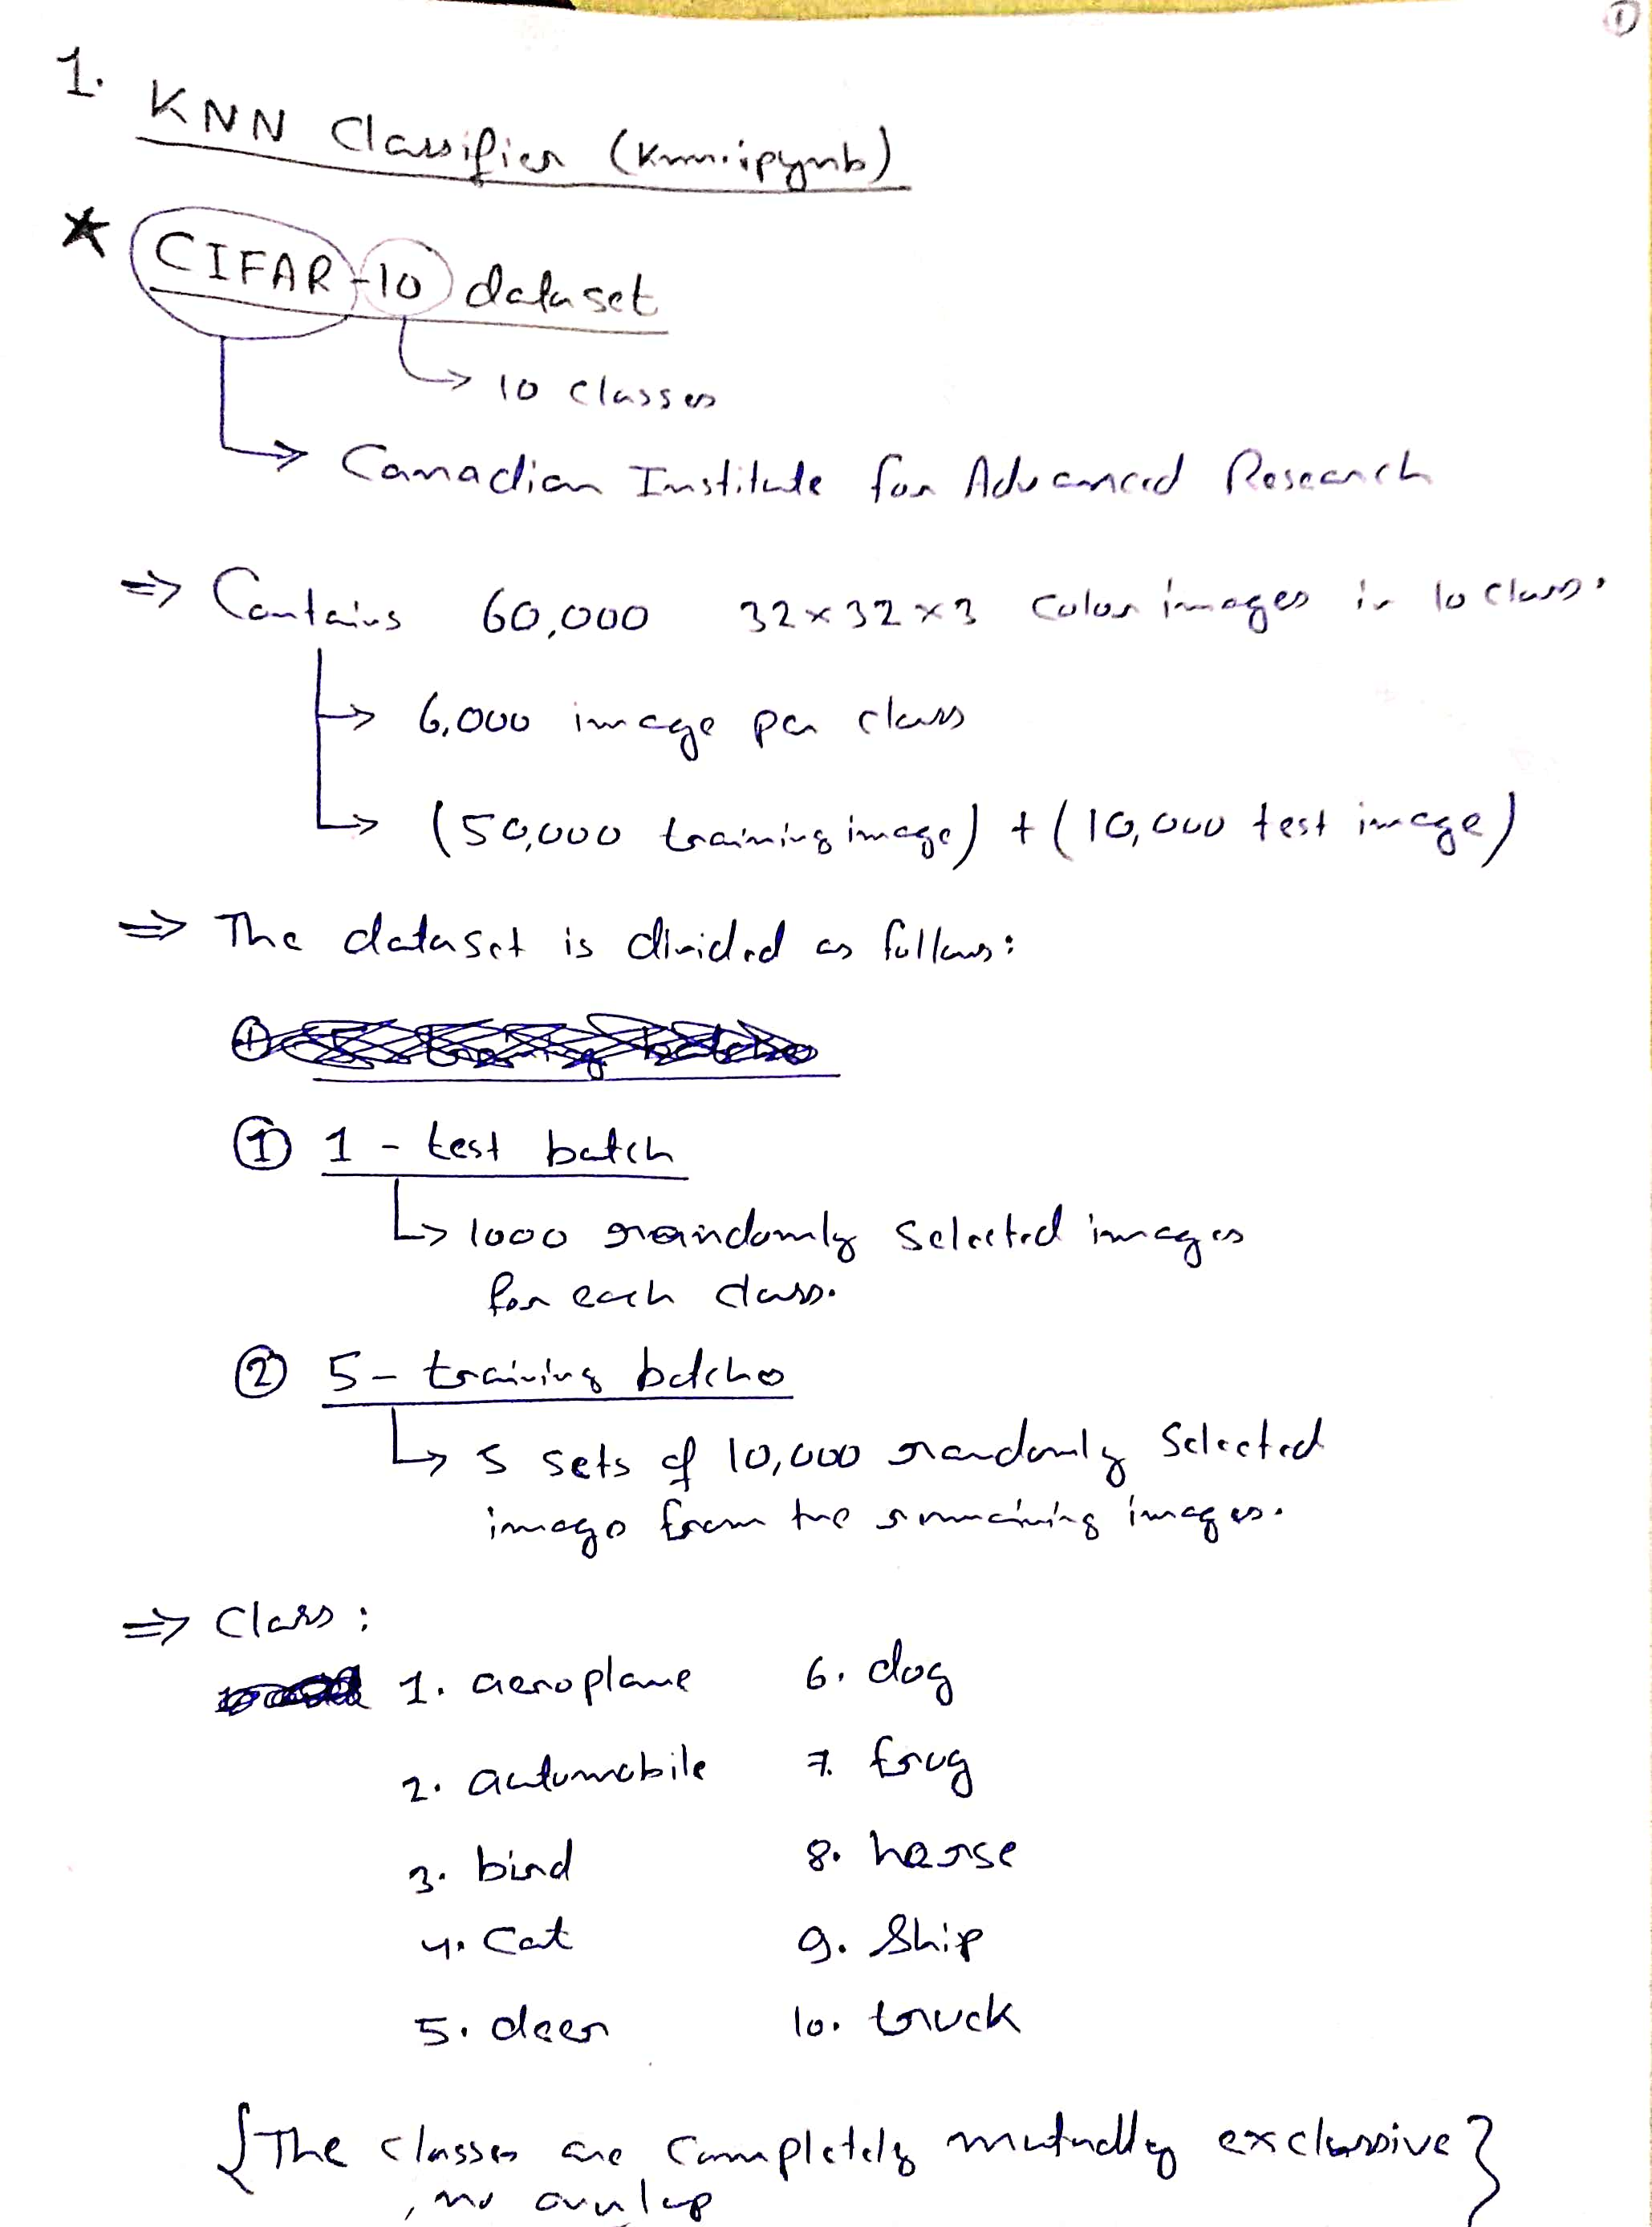 ①
1. KNN Classifier (Knn.ipynb)
★ CIFAR-10 dataset
→ 10 classes
→ Canadian Institute for Advanced Research
⇒ Contains 60,000 32×32×3 color images in 10 class.
→ 6,000 image per class
→ (50,000 training image) + (10,000 test image)
⇒ The dataset is divided as follows:
① 1 - test batch
↳ 1000 randomly selected images
for each class.
② 5 - training batches
↳ 5 sets of 10,000 randomly selected
images from the remaining images.
⇒ Class:
1. aeroplane 6. dog
2. automobile 7. frog
3. bird 8. horse
4. cat 9. ship
5. deer 10. truck
{The classes are completely mutually exclusive}
, no overlap